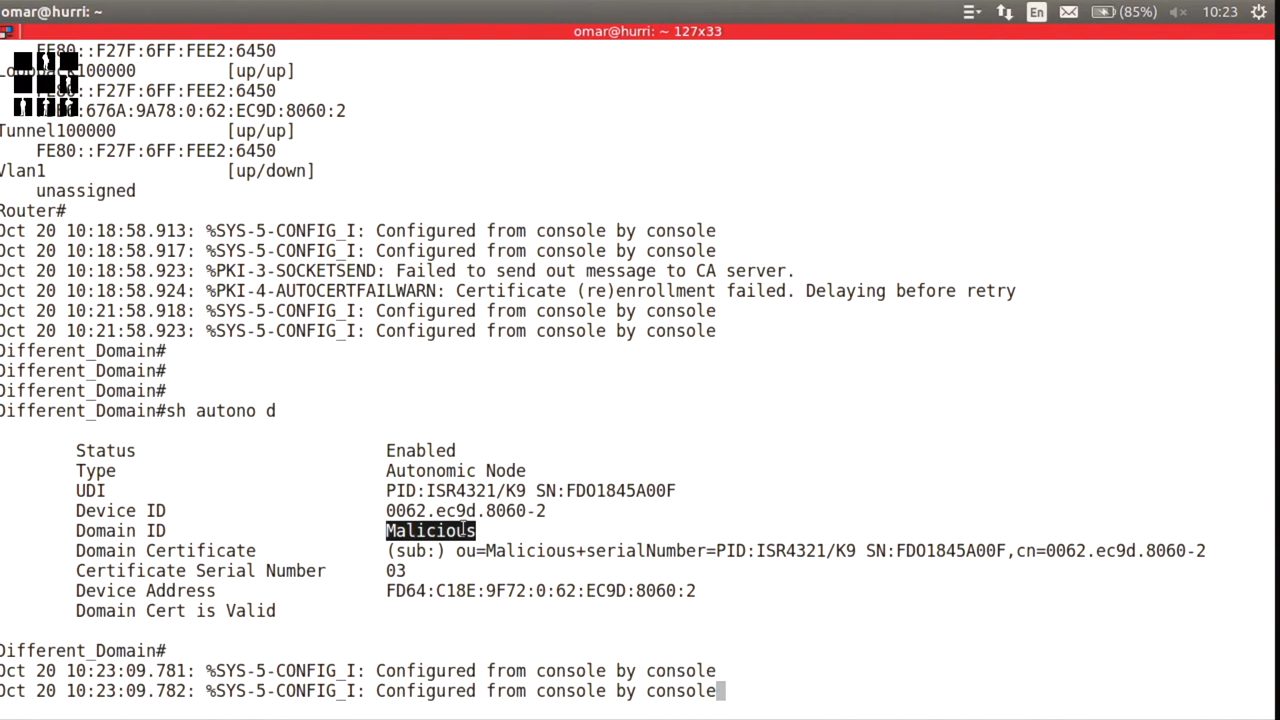 omar@hurri: ~
En
(85%)
10:23
omar@hurri: ~ 127x33
FE80::F27F:6FF:FEE2:6450
[up/up]
FE80::F27F:6FF:FEE2:6450
:676A:9A78:0:62:EC9D:8060:2
Tunnel100000 [up/up]
FE80::F27F:6FF:FEE2:6450
Vlan1 [up/down]
unassigned
Router#
Oct 20 10:18:58.913: %SYS-5-CONFIG_I: Configured from console by console
Oct 20 10:18:58.917: %SYS-5-CONFIG_I: Configured from console by console
Oct 20 10:18:58.923: %PKI-3-SOCKETSEND: Failed to send out message to CA server.
Oct 20 10:18:58.924: %PKI-4-AUTOCERTFAILWARN: Certificate (re)enrollment failed. Delaying before retry
Oct 20 10:21:58.918: %SYS-5-CONFIG_I: Configured from console by console
Oct 20 10:21:58.923: %SYS-5-CONFIG_I: Configured from console by console
Different_Domain#
Different_Domain#
Different_Domain#
Different_Domain#sh autono d
Status Enabled
Type Autonomic Node
UDI PID:ISR4321/K9 SN:FDO1845A00F
Device ID 0062.ec9d.8060-2
Domain ID Malicious
Domain Certificate (sub:) ou=Malicious+serialNumber=PID:ISR4321/K9 SN:FDO1845A00F,cn=0062.ec9d.8060-2
Certificate Serial Number 03
Device Address FD64:C18E:9F72:0:62:EC9D:8060:2
Domain Cert is Valid
Different_Domain#
Oct 20 10:23:09.781: %SYS-5-CONFIG_I: Configured from console by console
Oct 20 10:23:09.782: %SYS-5-CONFIG_I: Configured from console by console